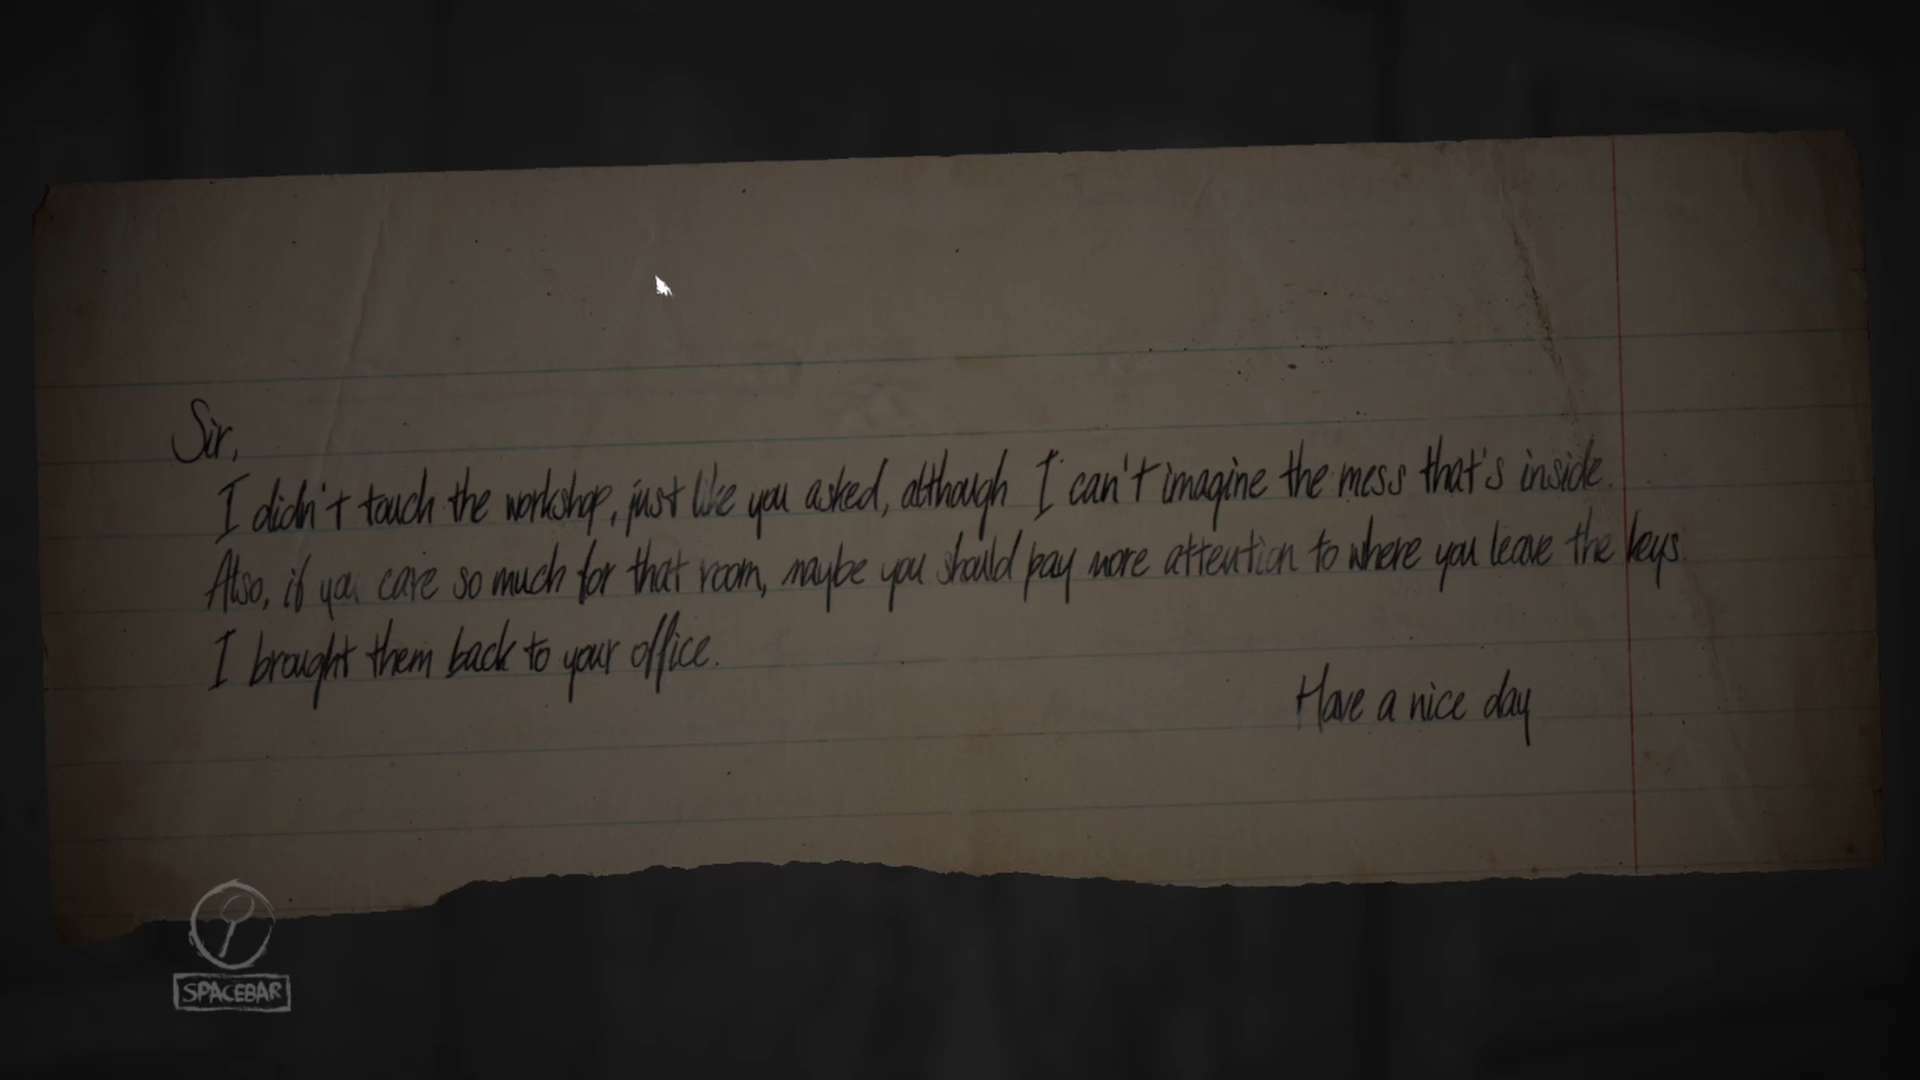 Sir,
I didn't touch the workshop, just like you asked, although I can't imagine the mess that's inside.
Also, if you care so much for that room, maybe you should pay more attention to where you leave the keys.
I brought them back to your office.
Have a nice day
SPACEBAR